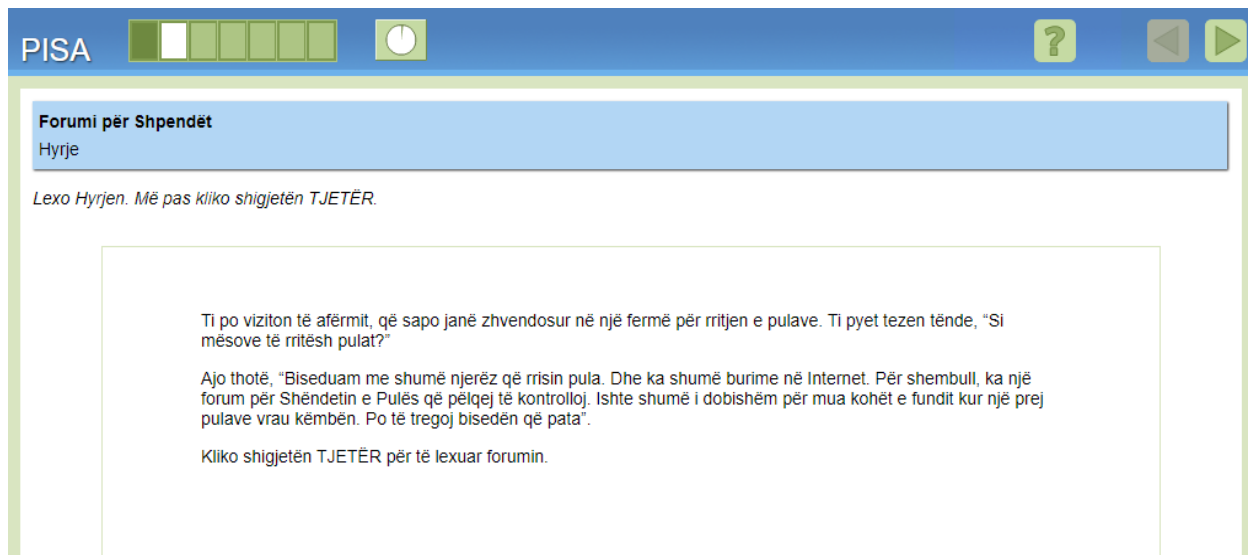 PISA
?
Forumi për Shpendët
Hyrje
Lexo Hyrjen. Më pas kliko shigjetën TJETËR.
Ti po viziton të afërmit, që sapo janë zhvendosur në një fermë për rritjen e pulave. Ti pyet tezen tënde, “Si
mësove të rritësh pulat?”
Ajo thotë, “Biseduam me shumë njerëz që rrisin pula. Dhe ka shumë burime në Internet. Për shembull, ka një
forum për Shëndetin e Pulës që pëlqej të kontrolloj. Ishte shumë i dobishëm për mua kohët e fundit kur një prej
pulave vrau këmbën. Po të tregoj bisedën që pata”.
Kliko shigjetën TJETËR për të lexuar forumin.